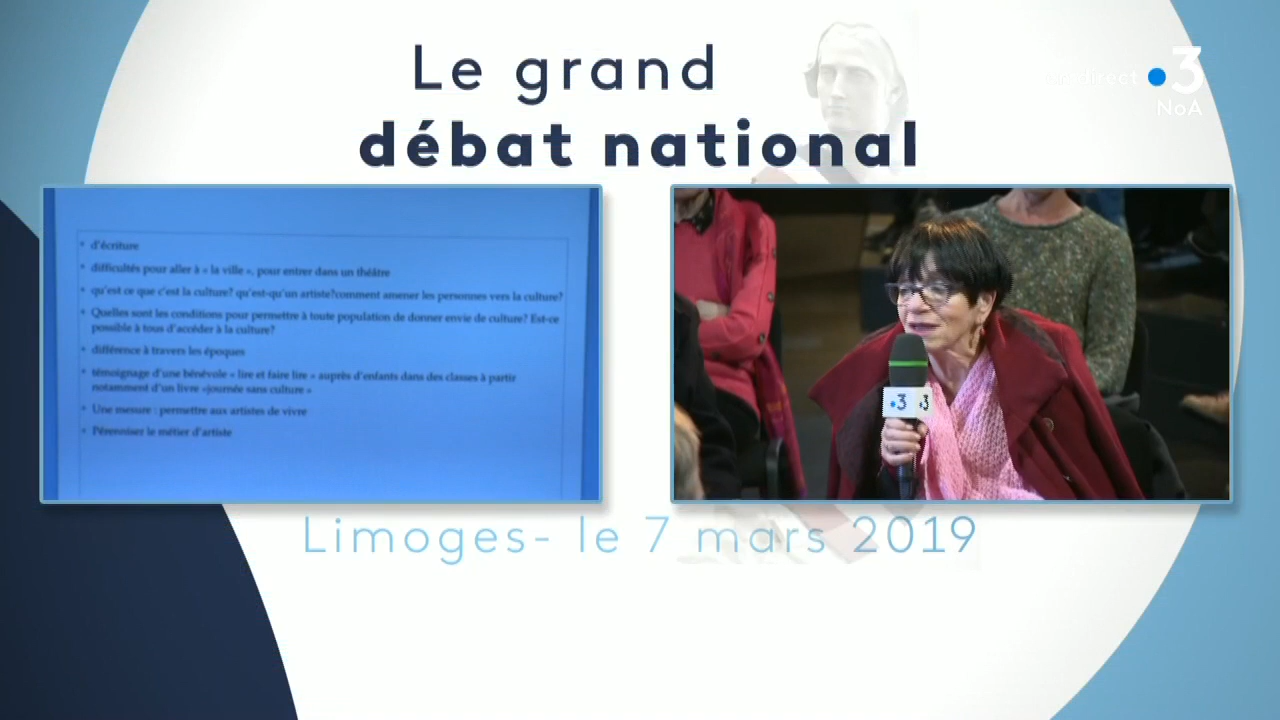 Le grand
débat national
en direct 3
NoA
• d'écriture
• difficultés pour aller à « la ville », pour entrer dans un théâtre
• qu'est ce que c'est la culture? qu'est-qu'un artiste?comment amener les personnes vers la culture?
• Quelles sont les conditions pour permettre à toute population de donner envie de culture? Est-ce
possible à tous d'accéder à la culture?
• différence à travers les époques
• témoignage d'une bénévole « lire et faire lire » auprès d'enfants dans des classes à partir
notamment d'un livre «journée sans culture »
• Une mesure : permettre aux artistes de vivre
• Pérenniser le métier d'artiste
3 3
Limoges- le 7 mars 2019